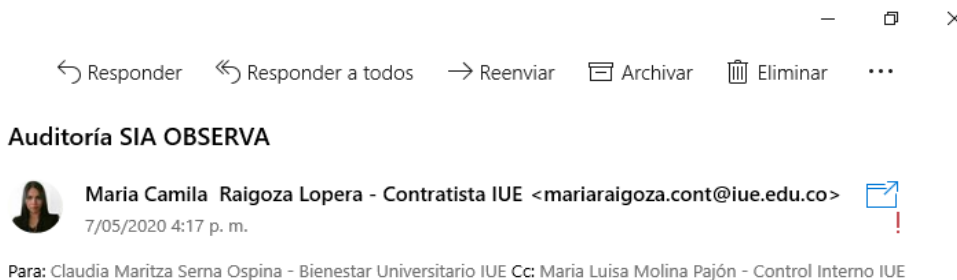 Responder Responder a todos Reenviar Archivar Eliminar ...
Auditoría SIA OBSERVA
Maria Camila Raigoza Lopera - Contratista IUE <mariaraigoza.cont@iue.edu.co>
7/05/2020 4:17 p. m.
Para: Claudia Maritza Serna Ospina - Bienestar Universitario IUE Cc: Maria Luisa Molina Pajón - Control Interno IUE